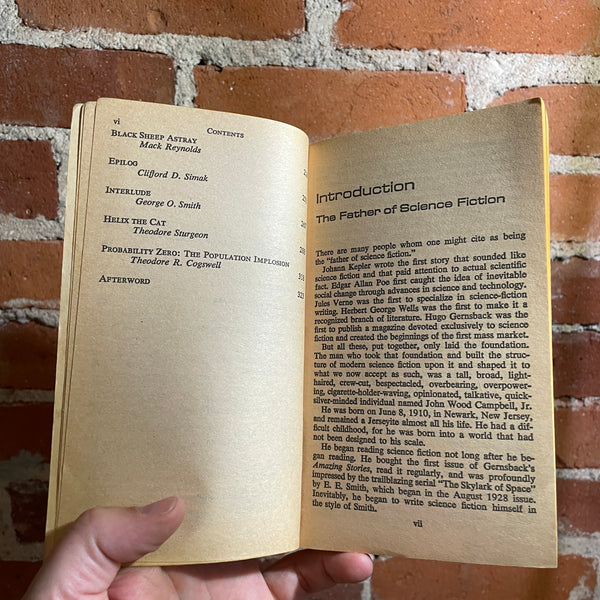 vi
CONTENTS
BLACK SHEEP ASTRAY
Mack Reynolds
EPILOG
Clifford D. Simak
INTERLUDE
George O. Smith
HELIX THE CAT
Theodore Sturgeon
PROBABILITY ZERO: THE POPULATION IMPLOSION
Theodore R. Cogswell
AFTERWORD
Introduction
The Father of Science Fiction
There are many people whom one might cite as being
the "father of science fiction."
Johann Kepler wrote the first story that sounded like
science fiction and that paid attention to actual scientific
fact. Edgar Allan Poe first caught the idea of inevitable
social change through advances in science and technology.
Jules Verne was the first to specialize in science-fiction
writing. Herbert George Wells was the first to make it a
recognized branch of literature. Hugo Gernsback was the
first to publish a magazine devoted exclusively to science
fiction and created the beginnings of the first mass market.
But all these, put together, only laid the foundation.
The man who took that foundation and built the struc-
ture of modern science fiction upon it and shaped it to
what we now accept as such, was a tall, broad, light-
haired, crew-cut, bespectacled, overbearing, overpower-
ing, cigarette-holder-waving, opinionated, talkative, quick-
silver-minded individual named John Wood Campbell, Jr.
He was born on June 8, 1910, in Newark, New Jersey,
and remained a Jerseyite almost all his life. He had a dif-
ficult childhood, for he was born into a world that had
not been designed to his scale.
He began reading science fiction not long after he be-
gan reading. He bought the first issue of Gernsback's
Amazing Stories, read it regularly, and was profoundly
impressed by the trailblazing serial "The Skylark of Space"
by E. E. Smith, which began in the August 1928 issue.
Inevitably, he began to write science fiction himself in
the style of Smith.
vii